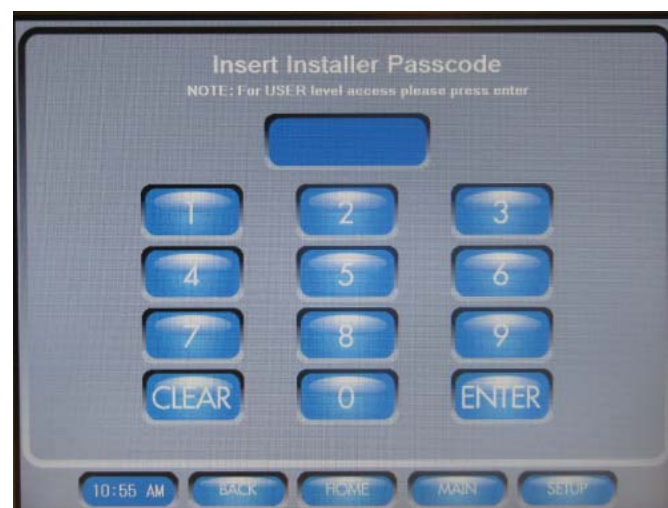 Insert Installer Passcode
NOTE: For USER level access please press enter
1 2 3
4 5 6
7 8 9
CLEAR 0 ENTER
10:55 AM BACK HOME MAIN SETUP